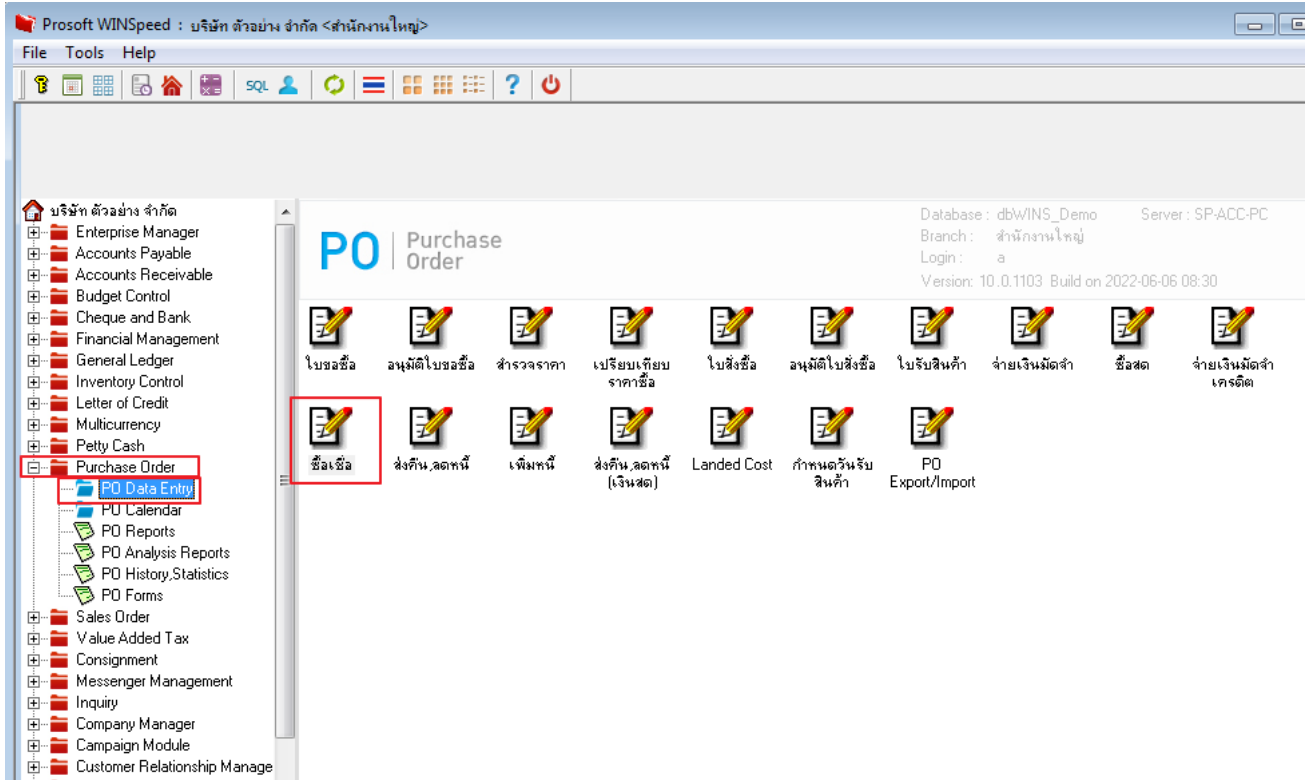 Prosoft WINSpeed : บริษัท ตัวอย่าง จำกัด <สำนักงานใหญ่>
File Tools Help
SQL
บริษัท ตัวอย่าง จำกัด
Enterprise Manager
Accounts Payable
Accounts Receivable
Budget Control
Cheque and Bank
Financial Management
General Ledger
Inventory Control
Letter of Credit
Multicurrency
Petty Cash
Purchase Order
PO Data Entry
PO Calendar
PO Reports
PO Analysis Reports
PO History,Statistics
PO Forms
Sales Order
Value Added Tax
Consignment
Messenger Management
Inquiry
Company Manager
Campaign Module
Customer Relationship Manage
PO Purchase
Order
Database : dbWINS_Demo Server : SP-ACC-PC
Branch : สำนักงานใหญ่
Login : a
Version: 10.0.1103 Build on 2022-06-06 08:30
ใบขอซื้อ อนุมัติใบขอซื้อ สำรวจราคา เปรียบเทียบ ใบสั่งซื้อ อนุมัติใบสั่งซื้อ ใบรับสินค้า จ่ายเงินมัดจำ ซื้อสด จ่ายเงินมัดจำ
ราคาซื้อ เครดิต
ซื้อเชื่อ ส่งคืน,ลดหนี้ เพิ่มหนี้ ส่งคืน,ลดหนี้ Landed Cost กำหนดวันรับ PO
(เงินสด) สินค้า Export/Import